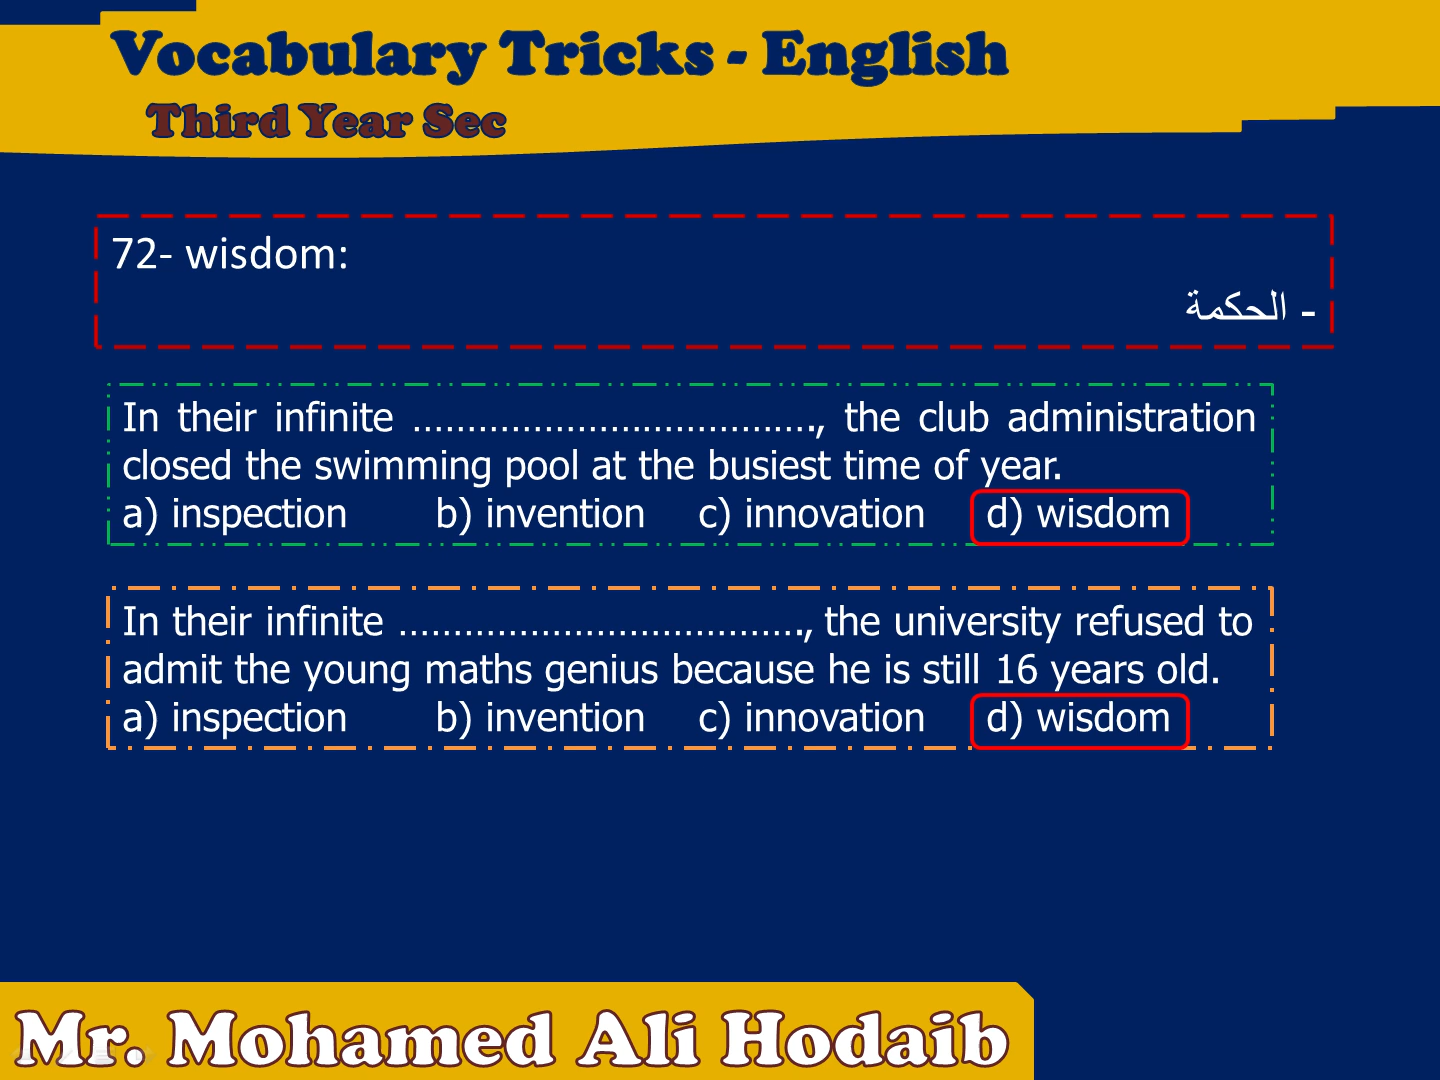 Vocabulary Tricks - English
Third Year Sec
72- wisdom:
- الحكمة
In their infinite ………………………………., the club administration
closed the swimming pool at the busiest time of year.
a) inspection b) invention c) innovation d) wisdom
In their infinite ………………………………., the university refused to
admit the young maths genius because he is still 16 years old.
a) inspection b) invention c) innovation d) wisdom
Mr. Mohamed Ali Hodaib